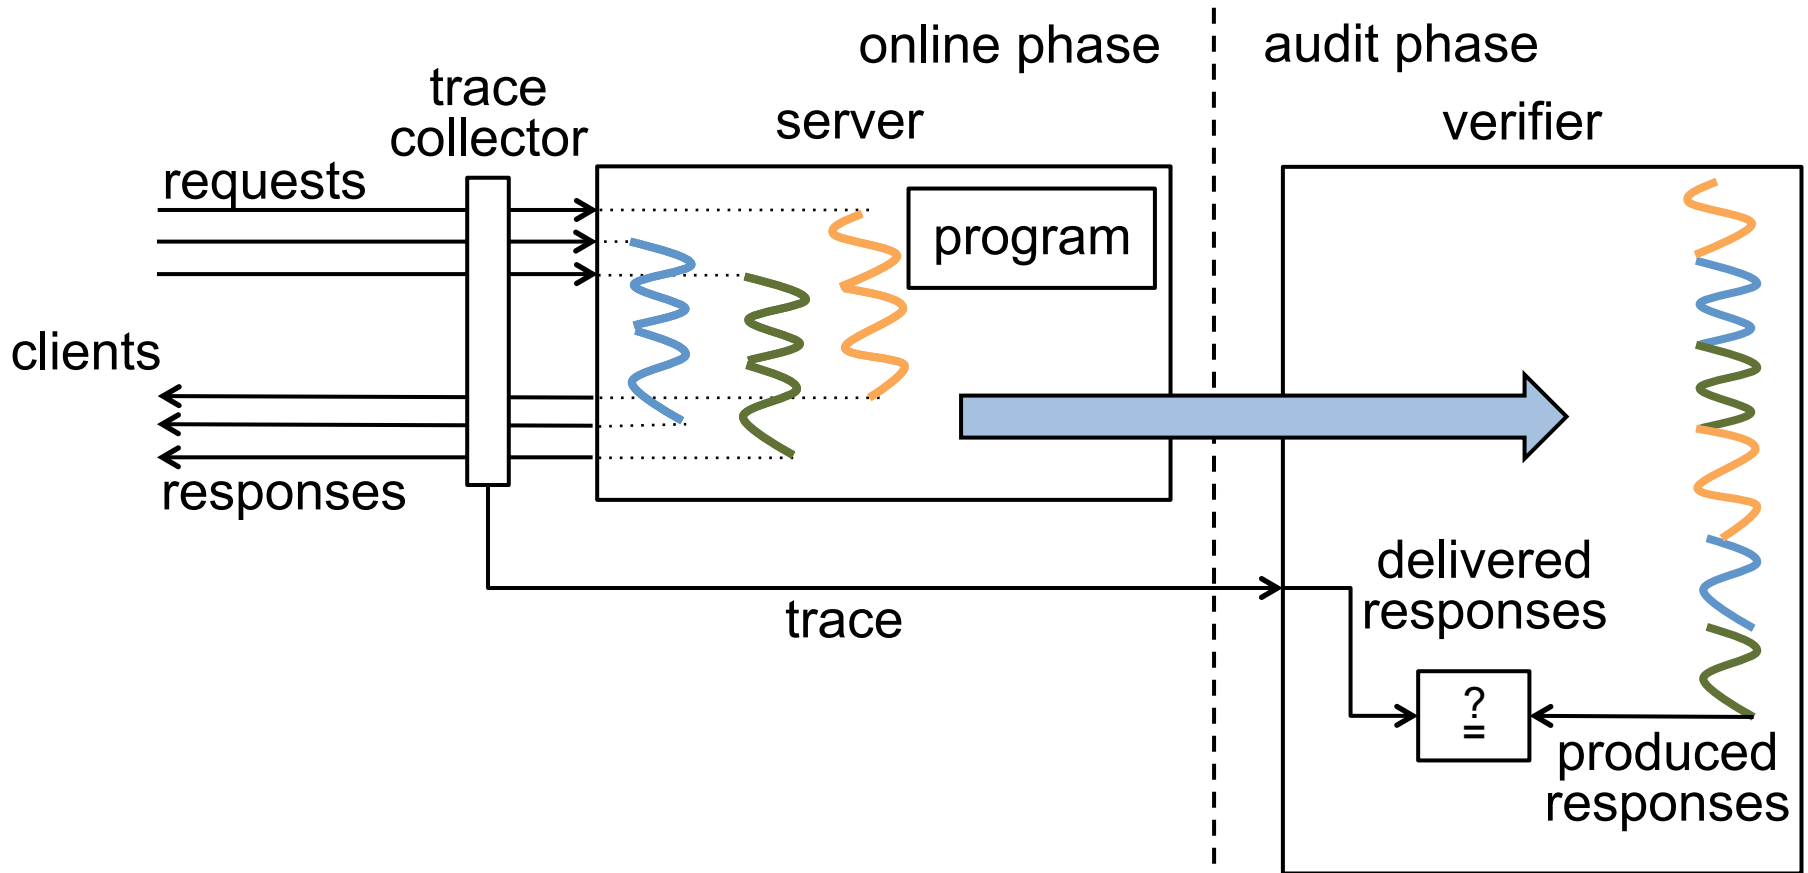 online phase
audit phase
trace
collector
server
verifier
requests
program
clients
responses
trace
delivered
responses
?
=
produced
responses